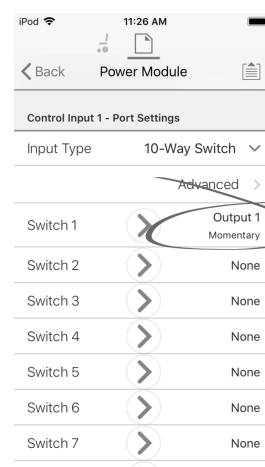 iPod 11:26 AM
Back Power Module
Control Input 1 - Port Settings
Input Type 10-Way Switch
Advanced
Switch 1 Output 1
Momentary
Switch 2 None
Switch 3 None
Switch 4 None
Switch 5 None
Switch 6 None
Switch 7 None